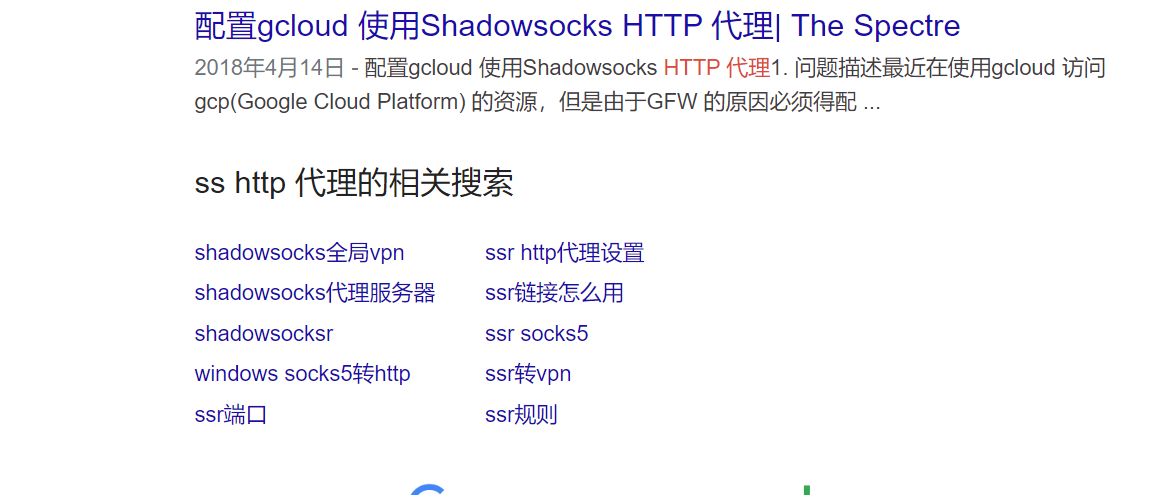 配置gcloud 使用Shadowsocks HTTP 代理| The Spectre
2018年4月14日 - 配置gcloud 使用Shadowsocks HTTP 代理1. 问题描述最近在使用gcloud 访问
gcp(Google Cloud Platform) 的资源，但是由于GFW 的原因必须得配 ...
ss http 代理的相关搜索
shadowsocks全局vpn
ssr http代理设置
shadowsocks代理服务器
ssr链接怎么用
shadowsocksr
ssr socks5
windows socks5转http
ssr转vpn
ssr端口
ssr规则